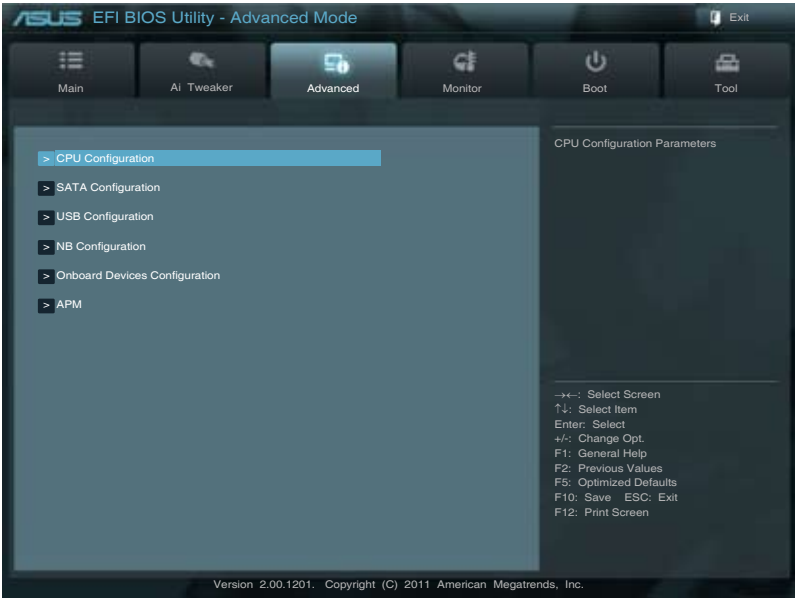 ASUS EFI BIOS Utility - Advanced Mode
Exit
Main
Ai Tweaker
Advanced
Monitor
Boot
Tool
> CPU Configuration
> SATA Configuration
> USB Configuration
> NB Configuration
> Onboard Devices Configuration
> APM
CPU Configuration Parameters
→←: Select Screen
↑↓: Select Item
Enter: Select
+/-: Change Opt.
F1: General Help
F2: Previous Values
F5: Optimized Defaults
F10: Save ESC: Exit
F12: Print Screen
Version 2.00.1201. Copyright (C) 2011 American Megatrends, Inc.